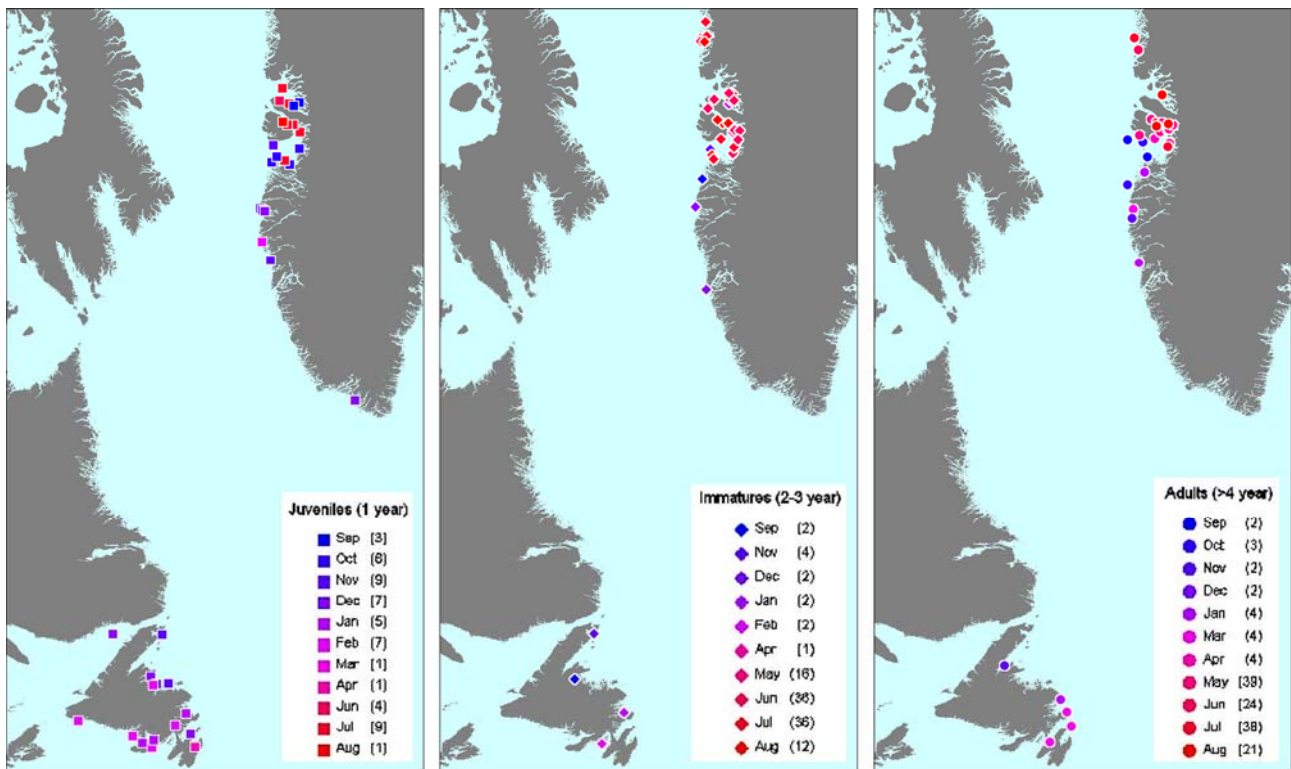 Juveniles (1 year)
Sep (3)
Oct (6)
Nov (9)
Dec (7)
Jan (5)
Feb (7)
Mar (1)
Apr (1)
Jun (4)
Jul (9)
Aug (1)
Immatures (2-3 year)
Sep (2)
Nov (4)
Dec (2)
Jan (2)
Feb (2)
Apr (1)
May (16)
Jun (36)
Jul (36)
Aug (12)
Adults (>4 year)
Sep (2)
Oct (3)
Nov (2)
Dec (2)
Jan (4)
Mar (4)
Apr (4)
May (39)
Jun (24)
Jul (38)
Aug (21)